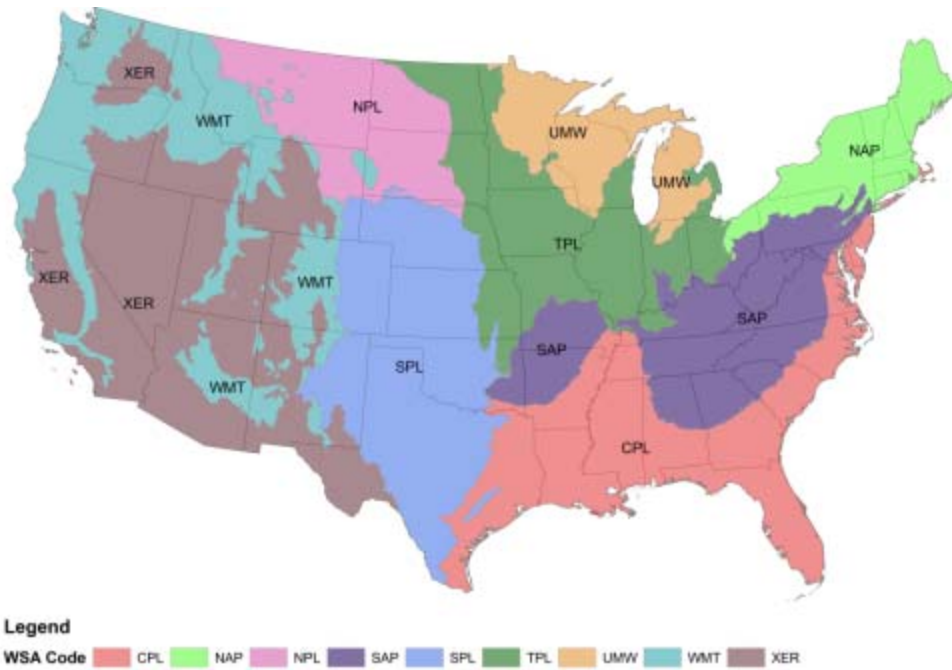 XER
WMT
NPL
UMW
UMW
NAP
TPL
XER
XER
WMT
SAP
SAP
WMT
SPL
CPL
Legend
WSA Code CPL NAP NPL SAP SPL TPL UMW WMT XER